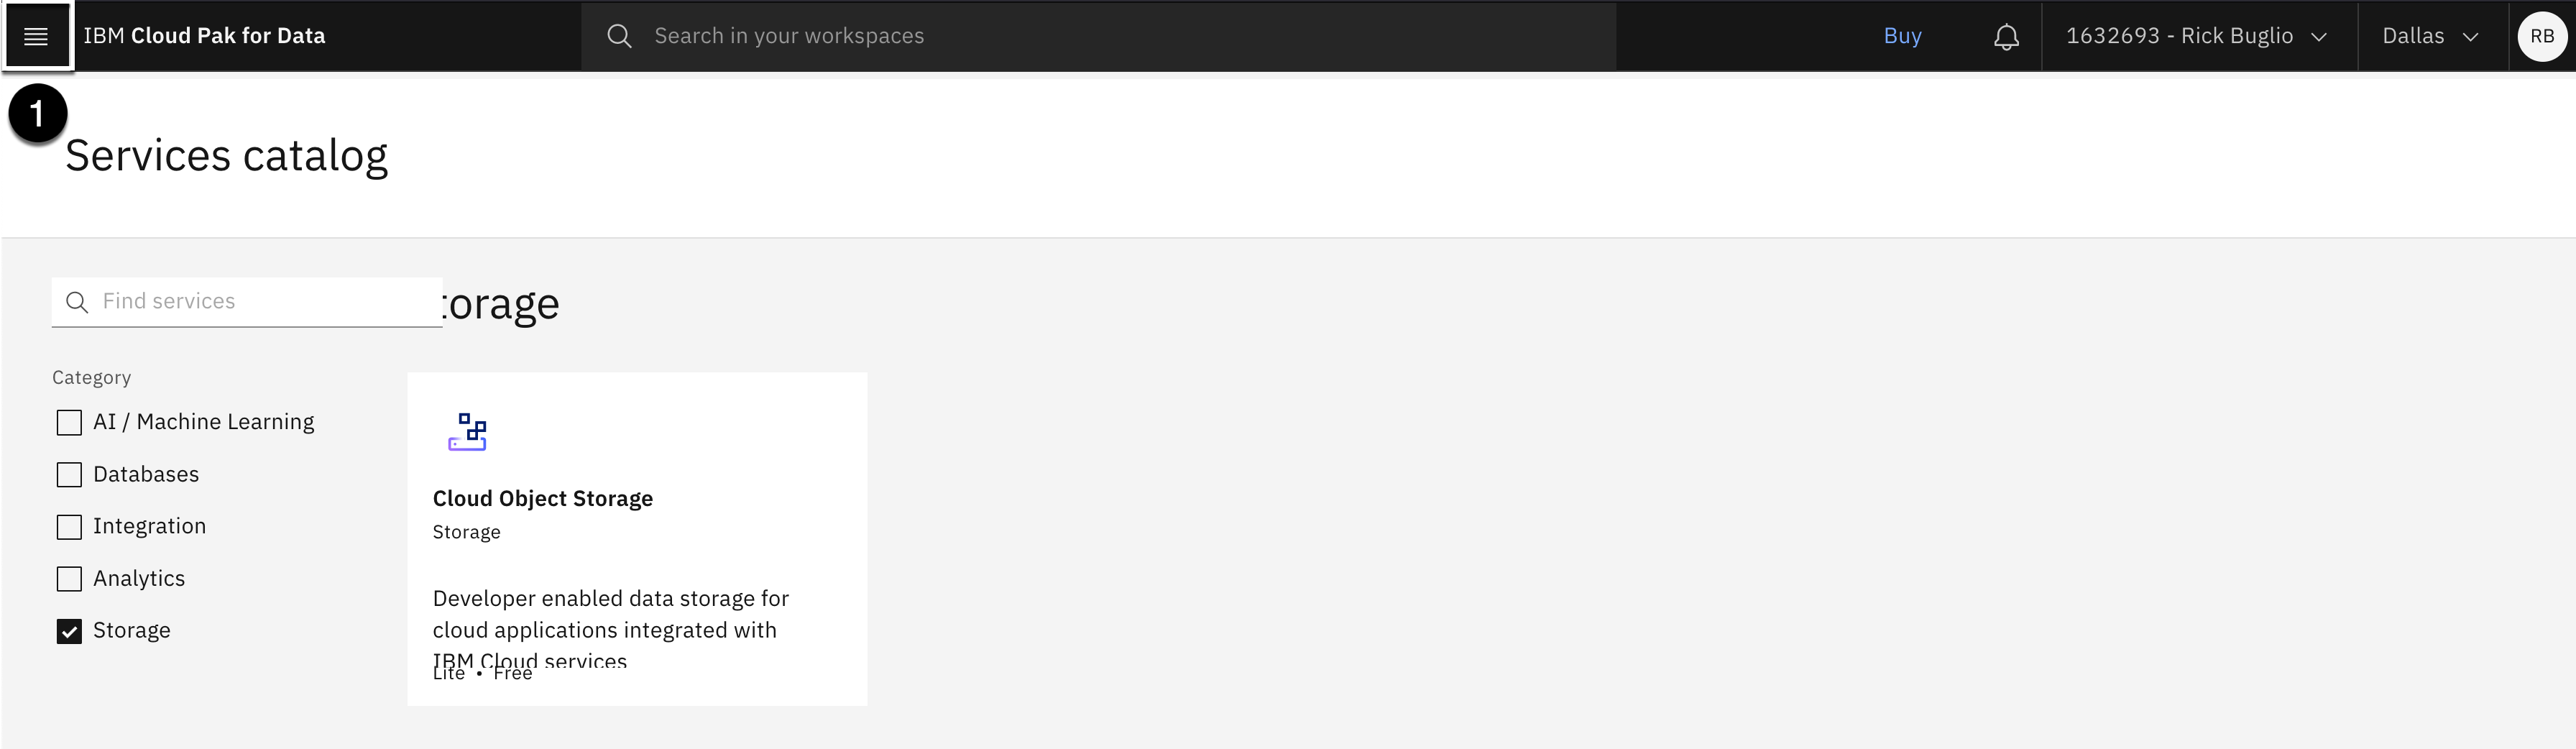 IBM Cloud Pak for Data
Search in your workspaces
Buy
1632693 - Rick Buglio
Dallas
RB
1
Services catalog
Find services
torage
Category
AI / Machine Learning
Databases
Integration
Analytics
Storage
Cloud Object Storage
Storage
Developer enabled data storage for
cloud applications integrated with
IBM Cloud services
Lite • Free